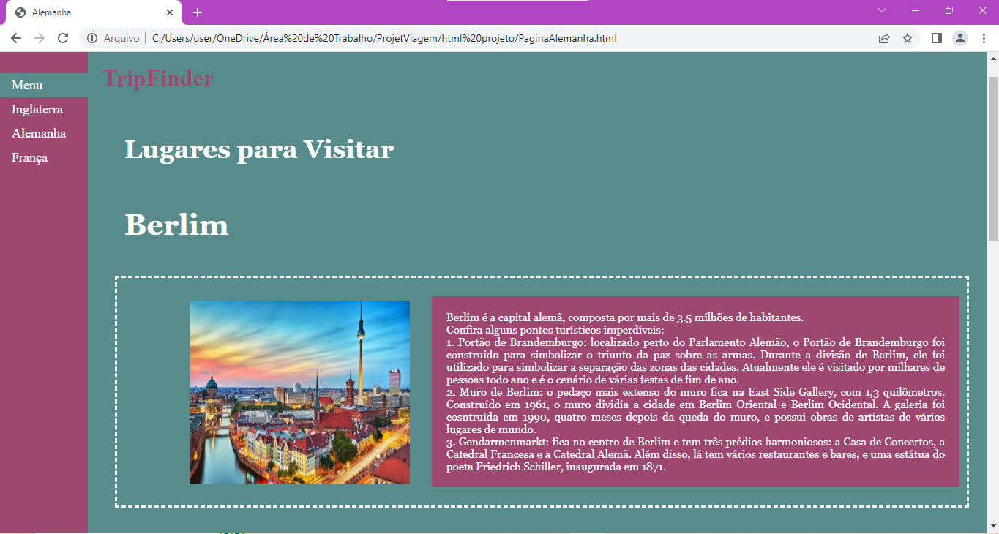 Alemanha
Arquivo | C:/Users/user/OneDrive/Área%20de%20Trabalho/ProjetViagem/html%20projeto/PaginaAlemanha.html
Menu
Inglaterra
Alemanha
França
TripFinder
Lugares para Visitar
Berlim
Berlim é a capital alemã, composta por mais de 3.5 milhões de habitantes.
Confira alguns pontos turísticos imperdíveis:
1. Portão de Brandemburgo: localizado perto do Parlamento Alemão, o Portão de Brandemburgo foi
construído para simbolizar o triunfo da paz sobre as armas. Durante a divisão de Berlim, ele foi
utilizado para simbolizar a separação das zonas das cidades. Atualmente ele é visitado por milhares de
pessoas todo ano e é o cenário de várias festas de fim de ano.
2. Muro de Berlim: o pedaço mais extenso do muro fica na East Side Gallery, com 1,3 quilômetros.
Construído em 1961, o muro dividia a cidade em Berlim Oriental e Berlim Ocidental. A galeria foi
cosntruída em 1990, quatro meses depois da queda do muro, e possui obras de artistas de vários
lugares de mundo.
3. Gendarmenmarkt: fica no centro de Berlim e tem três prédios harmoniosos: a Casa de Concertos, a
Catedral Francesa e a Catedral Alemã. Além disso, lá tem vários restaurantes e bares, e uma estátua do
poeta Friedrich Schiller, inaugurada em 1871.